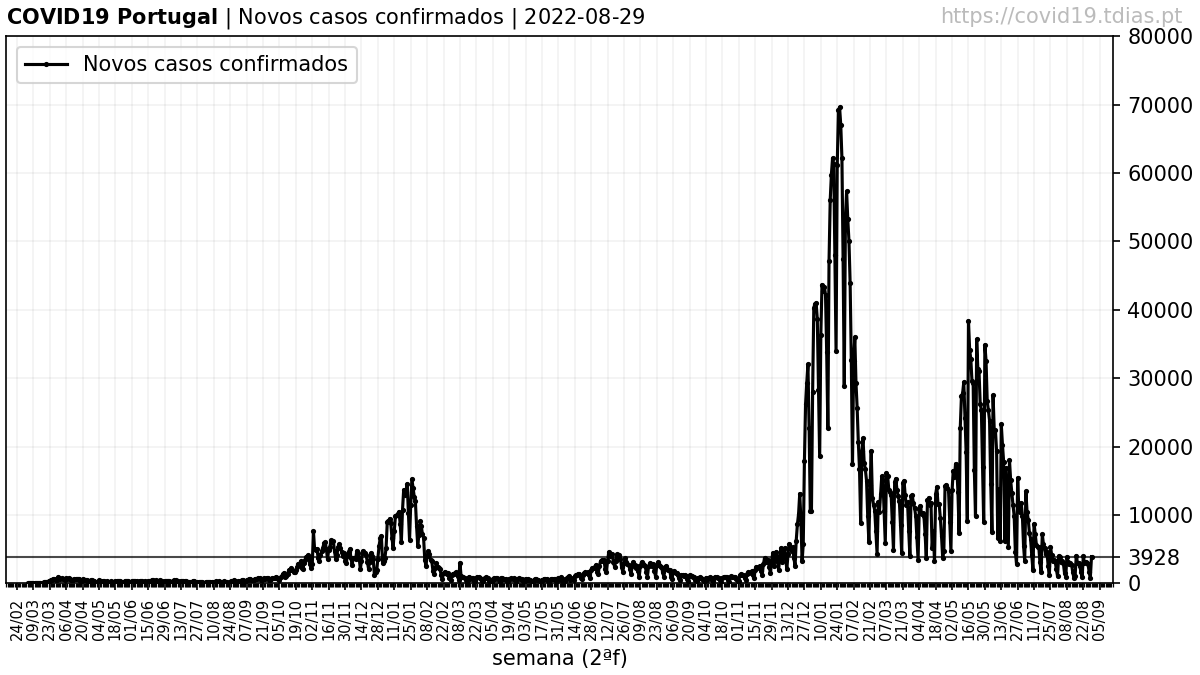 COVID19 Portugal | Novos casos confirmados | 2022-08-29
https://covid19.tdias.pt
Novos casos confirmados
80000
70000
60000
50000
40000
30000
20000
10000
3928
0
24/02 09/03 23/03 06/04 20/04 04/05 18/05 01/06 15/06 29/06 13/07 27/07 10/08 24/08 07/09 21/09 05/10 19/10 02/11 16/11 30/11 14/12 28/12 11/01 25/01 08/02 22/02 08/03 22/03 05/04 19/04 03/05 17/05 31/05 14/06 28/06 12/07 26/07 09/08 23/08 06/09 20/09 04/10 18/10 01/11 15/11 29/11 13/12 27/12 10/01 24/01 07/02 21/02 07/03 21/03 04/04 18/04 02/05 16/05 30/05 13/06 27/06 11/07 25/07 08/08 22/08 05/09
semana (2ªf)